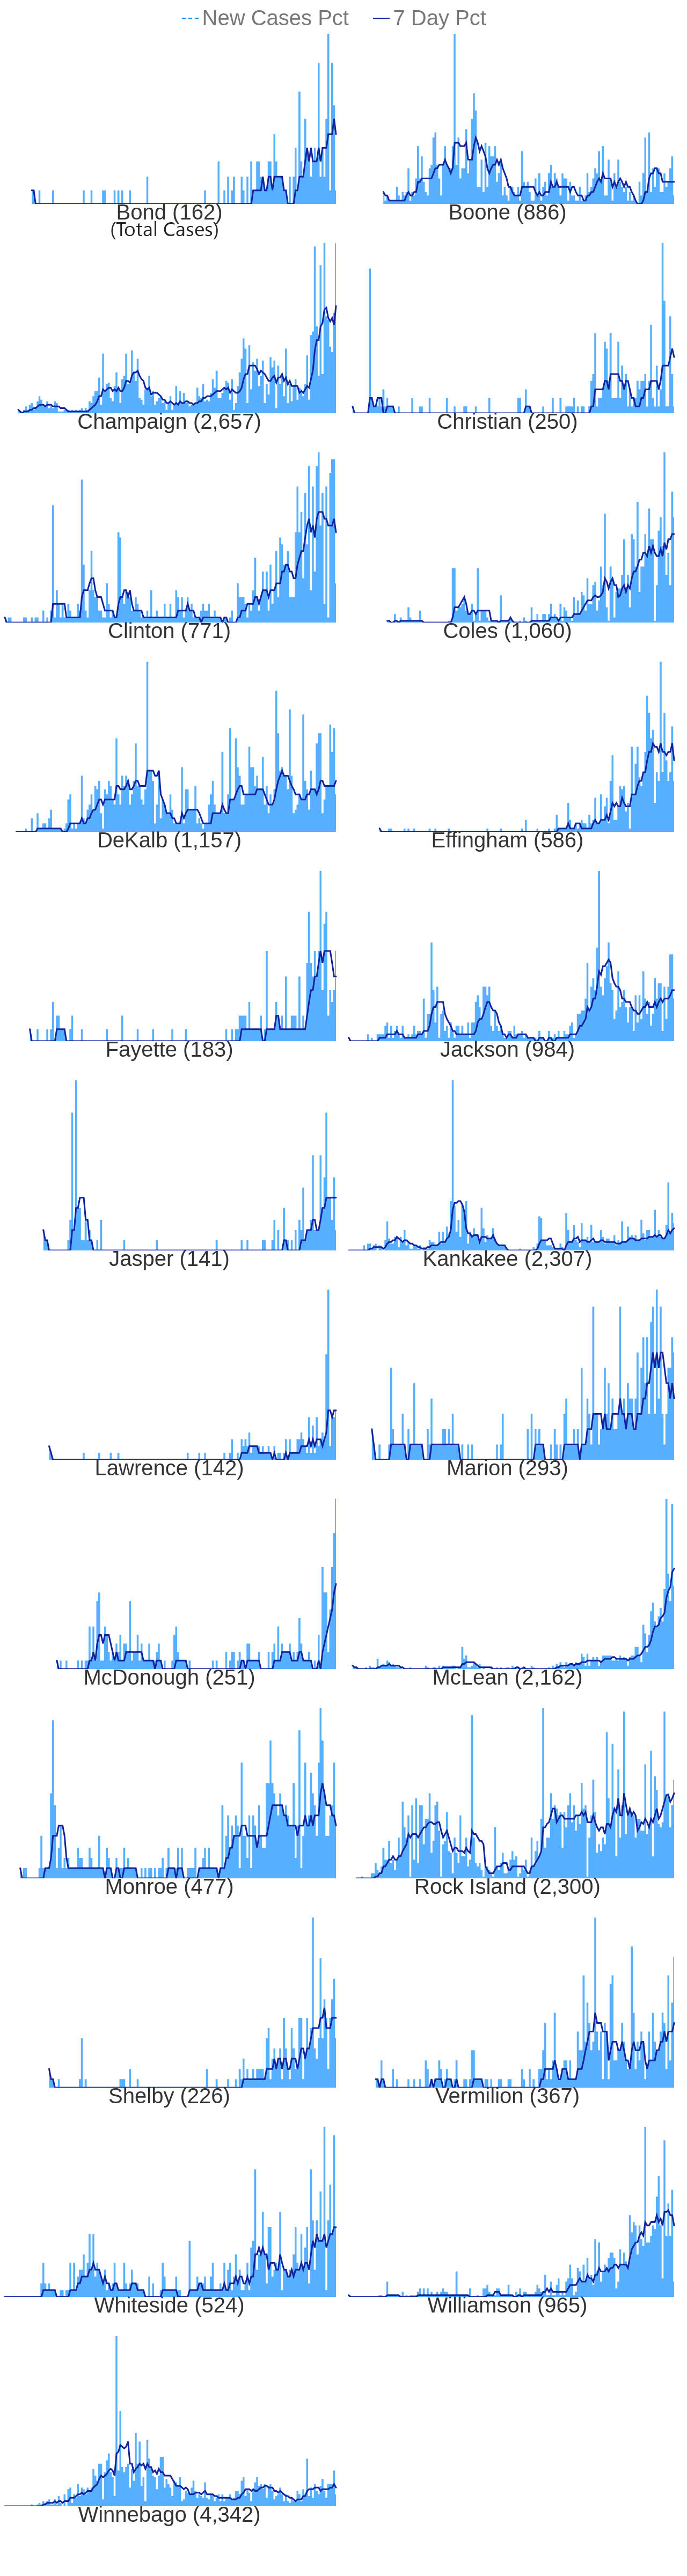 New Cases Pct 7 Day Pct
Bond (162) Boone (886)
(Total Cases)
Champaign (2,657) Christian (250)
Clinton (771) Coles (1,060)
DeKalb (1,157) Effingham (586)
Fayette (183) Jackson (984)
Jasper (141) Kankakee (2,307)
Lawrence (142) Marion (293)
McDonough (251) McLean (2,162)
Monroe (477) Rock Island (2,300)
Shelby (226) Vermilion (367)
Whiteside (524) Williamson (965)
Winnebago (4,342)